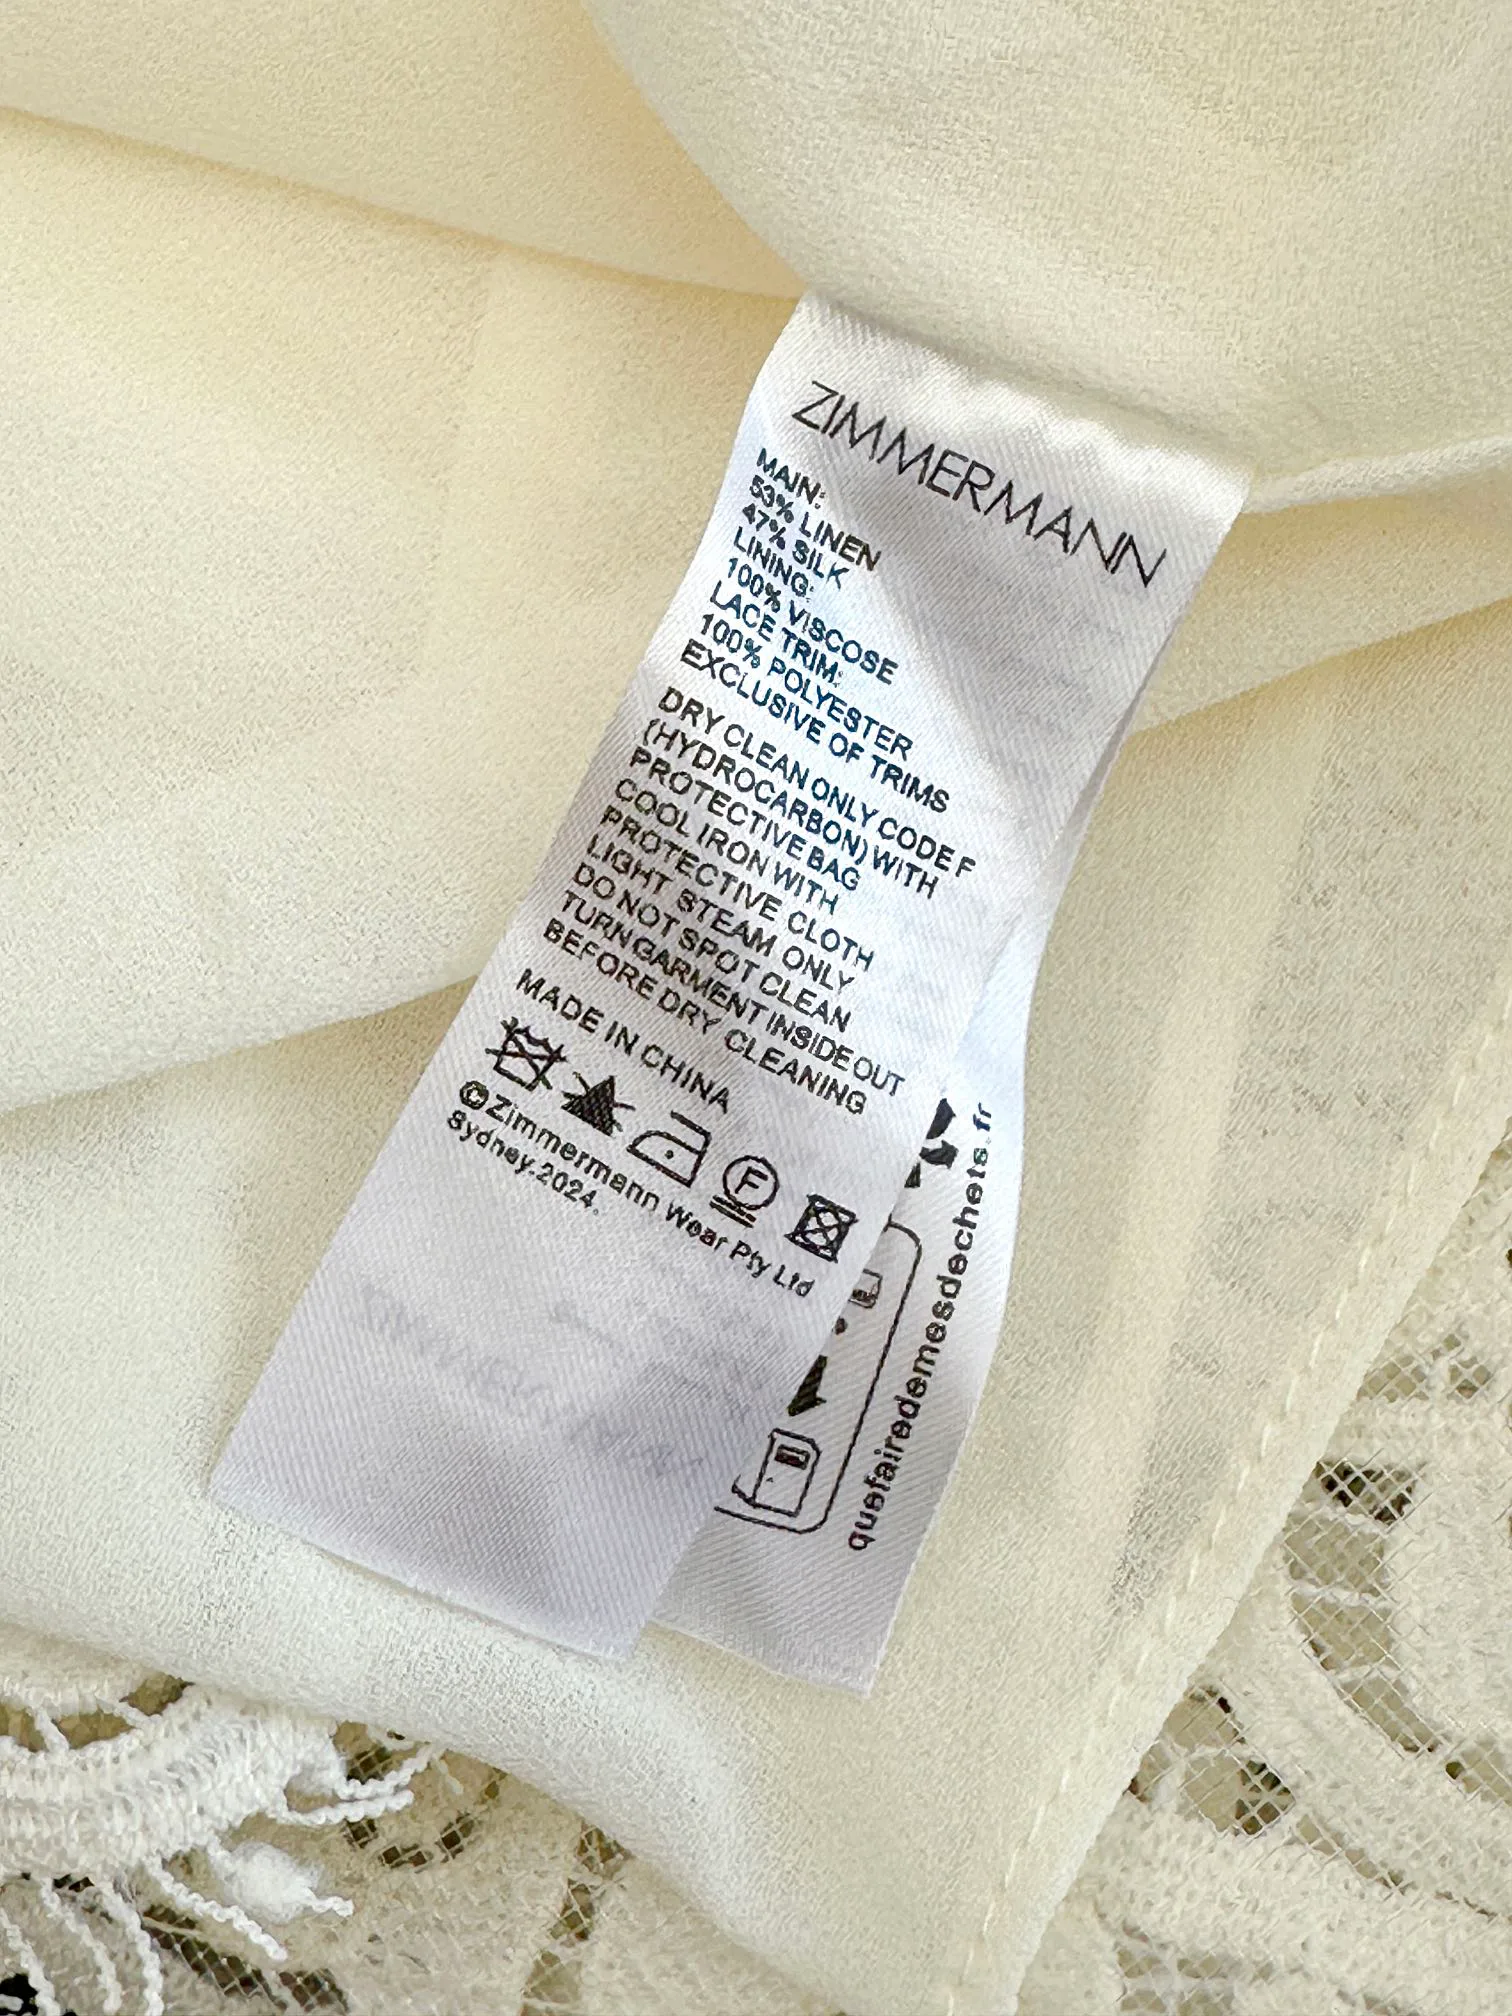 ZIMMERMANN
MAIN:
53% LINEN
47% SILK
LINING:
100% VISCOSE
LACE TRIM:
100% POLYESTER
EXCLUSIVE OF TRIMS
DRY CLEAN ONLY CODE F
(HYDROCARBON) WITH
PROTECTIVE BAG
COOL IRON WITH
PROTECTIVE CLOTH
LIGHT STEAM ONLY
DO NOT SPOT CLEAN
TURN GARMENT INSIDE OUT
BEFORE DRY CLEANING
MADE IN CHINA
F
©Zimmermann Wear Pty Ltd
Sydney.2024.
quefairedemesdechets.fr